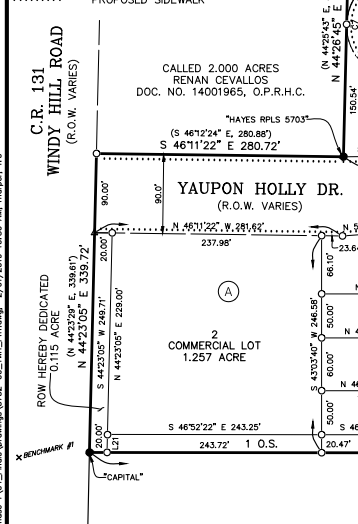 PROPOSED SIDEWALK
C.R. 131
WINDY HILL ROAD
(R.O.W. VARIES)
CALLED 2.000 ACRES
RENAN CEVALLOS
DOC. NO. 14001965, O.P.R.H.C.
(N 44°25'43" E,
N 44°26'45" E
150.54'
"HAYES RPLS 5703"
(S 46°12'24" E, 280.88')
S 46°11'22" E 280.72'
YAUPON HOLLY DR.
(R.O.W. VARIES)
90.00'
90.0'
N 46°11'22" W 281.62'
237.98'
20.00'
23.64
66.10'
50.00'
60.00'
50.00'
ROW HEREBY DEDICATED
0.115 ACRE
(N 44°23'29" E, 339.61')
N 44°23'05" E 339.72'
S 44°23'05" W 249.71'
N 44°23'05" E 229.00'
S 43°03'40" W 246.58'
A
2
COMMERCIAL LOT
1.257 ACRE
S 46°52'22" E 243.25'
243.72'
1 O.S.
20.47'
20.00'
L21
BENCHMARK #1
"CAPITAL"